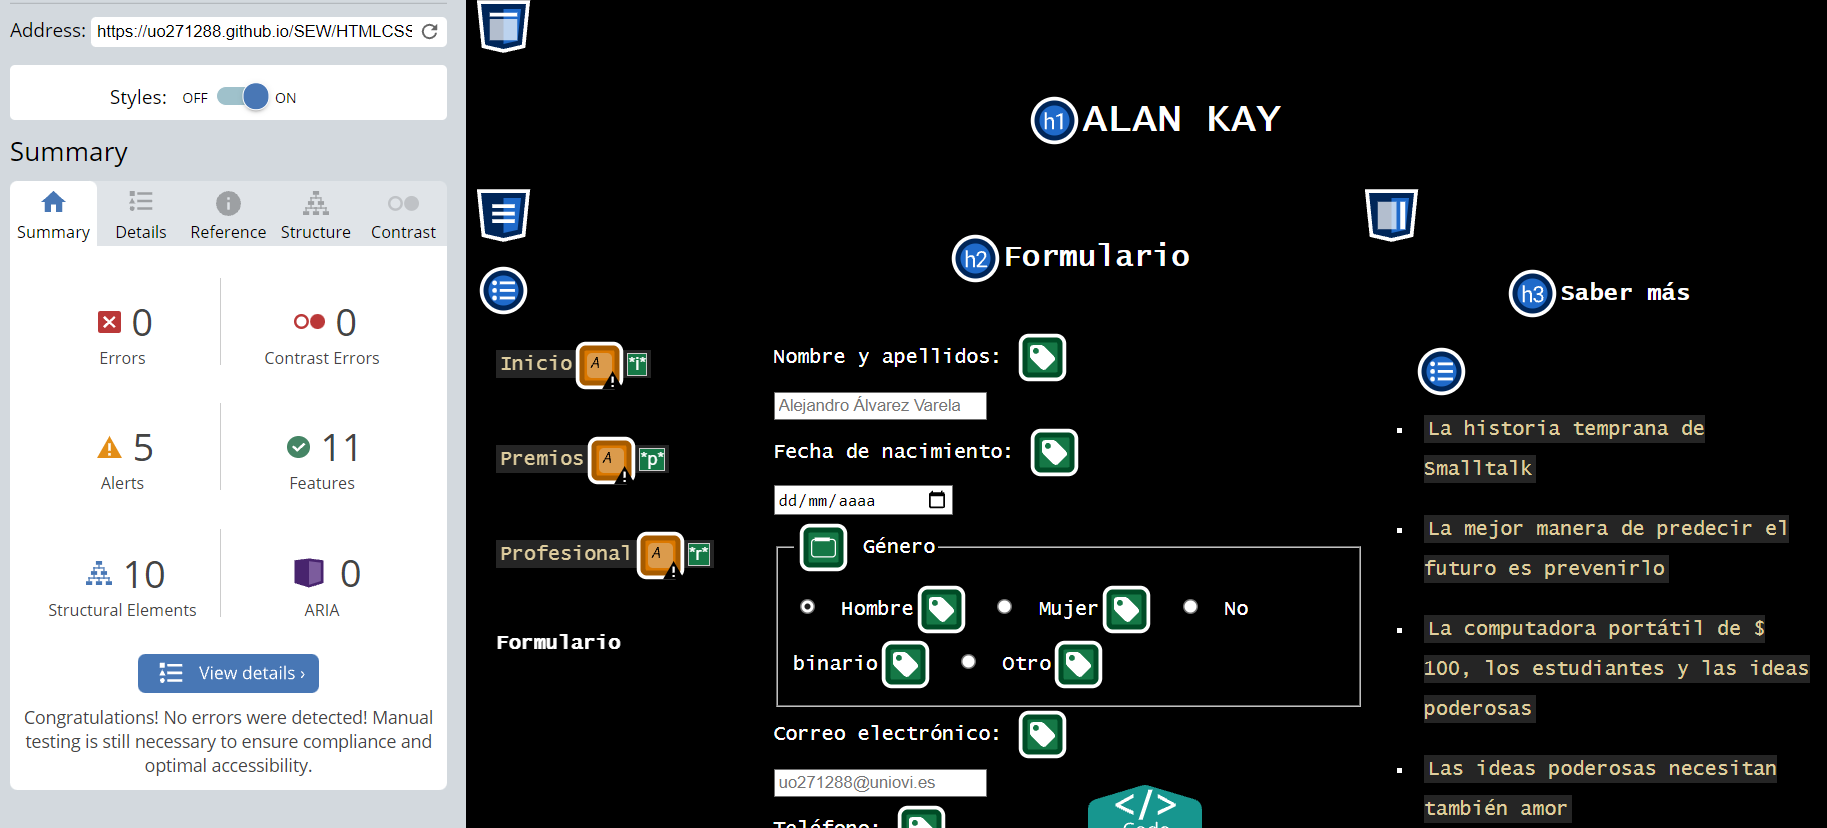 Address: https://uo271288.github.io/SEW/HTMLCSS
Styles: OFF ON
Summary
Summary Details Reference Structure Contrast
0 0
Errors Contrast Errors
5 11
Alerts Features
10 0
Structural Elements ARIA
View details ›
Congratulations! No errors were detected! Manual
testing is still necessary to ensure compliance and
optimal accessibility.
h1 ALAN KAY
Inicio A *i*
Premios A *p*
Profesional A *r*
Formulario
h2 Formulario
Nombre y apellidos:
Alejandro Álvarez Varela
Fecha de nacimiento:
dd/mm/aaaa
Género
Hombre Mujer No
binario Otro
Correo electrónico:
uo271288@uniovi.es
Teléfono:
</>
Code
h3 Saber más
La historia temprana de
Smalltalk
La mejor manera de predecir el
futuro es prevenirlo
La computadora portátil de $
100, los estudiantes y las ideas
poderosas
Las ideas poderosas necesitan
también amor